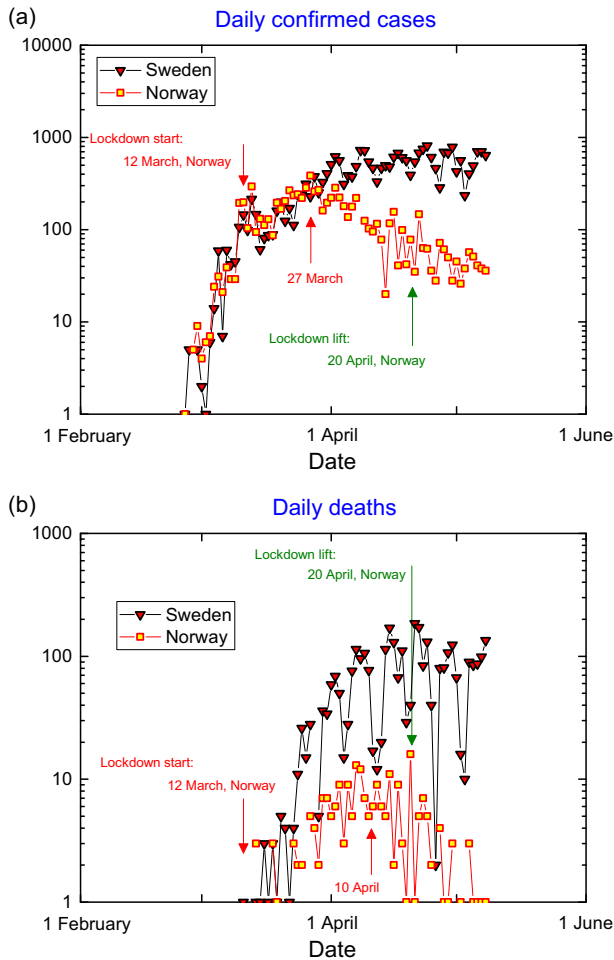 (a)
Daily confirmed cases
10000
Sweden
Norway
1000
Lockdown start:
12 March, Norway
100
27 March
10
Lockdown lift:
20 April, Norway
1
1 February
1 April
1 June
Date
(b)
Daily deaths
1000
Lockdown lift:
20 April, Norway
Sweden
Norway
100
Lockdown start:
12 March, Norway
10
10 April
1
1 February
1 April
1 June
Date